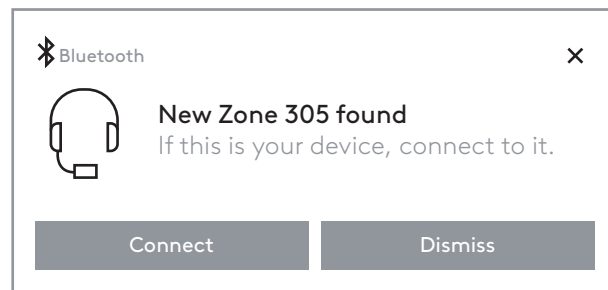 Bluetooth
New Zone 305 found
If this is your device, connect to it.
Connect
Dismiss